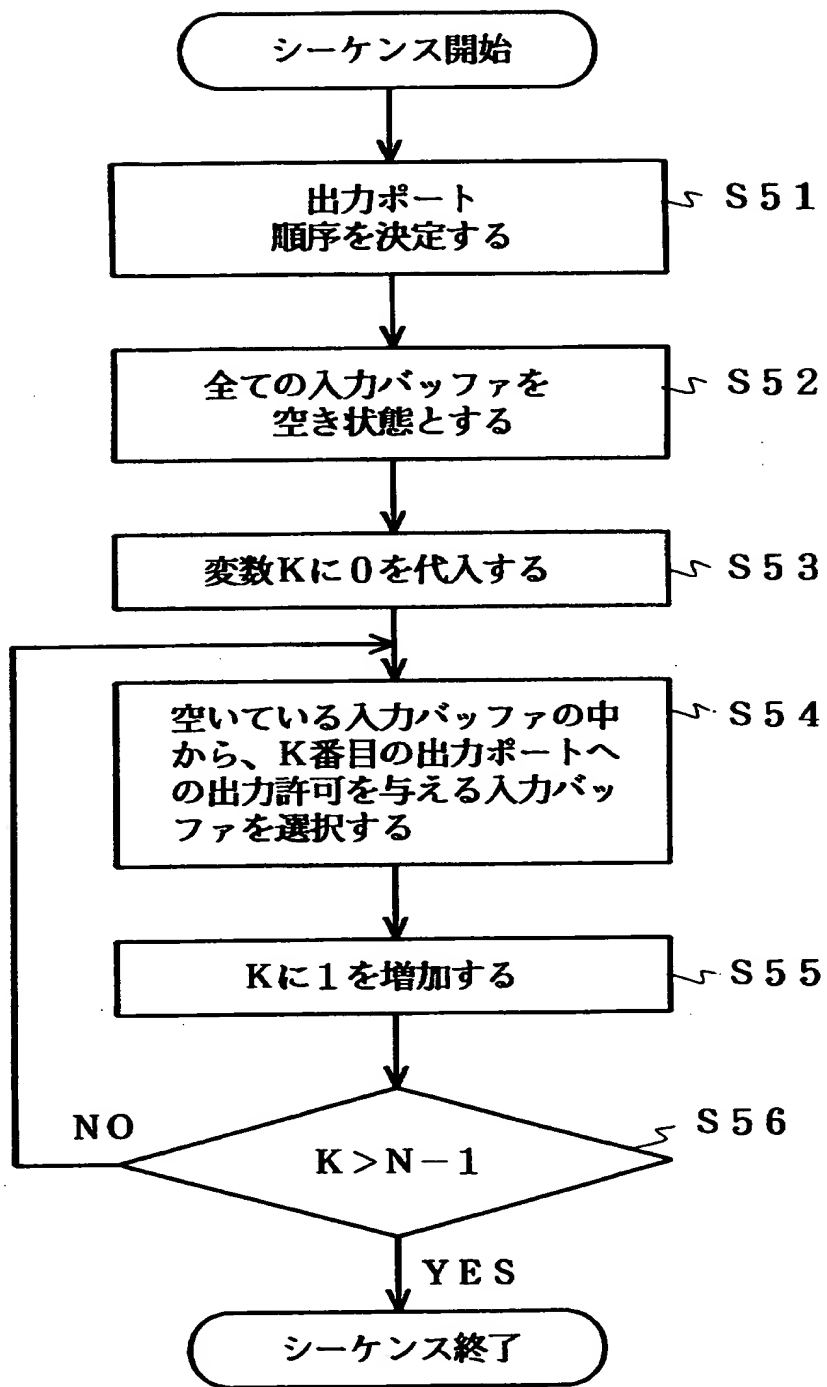 シーケンス開始
出力ポート
順序を決定する
S51
全ての入力バッファを
空き状態とする
S52
変数Kに0を代入する
S53
空いている入力バッファの中
から、K番目の出力ポートへ
の出力許可を与える入力バッ
ファを選択する
S54
Kに1を増加する
S55
NO
K>N-1
S56
YES
シーケンス終了